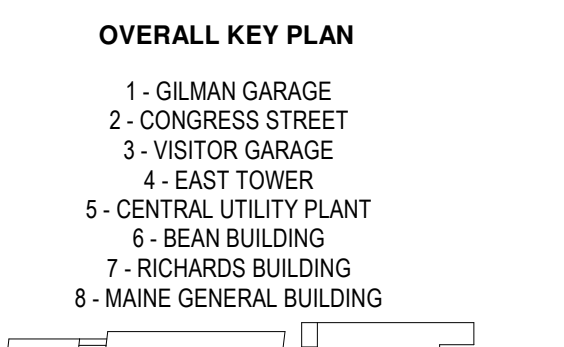 OVERALL KEY PLAN
1 - GILMAN GARAGE
2 - CONGRESS STREET
3 - VISITOR GARAGE
4 - EAST TOWER
5 - CENTRAL UTILITY PLANT
6 - BEAN BUILDING
7 - RICHARDS BUILDING
8 - MAINE GENERAL BUILDING